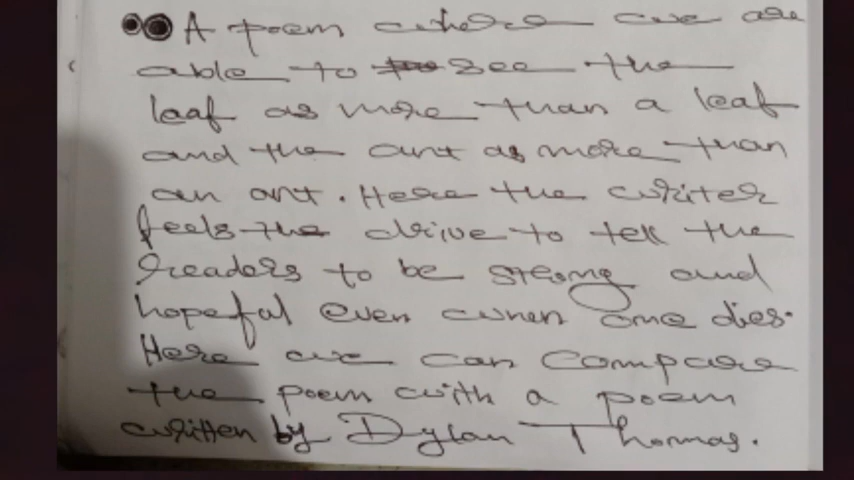 A poem where we are
able to see the
leaf as more than a leaf
and the ant as more than
an ant. Here the writer
feels the drive to tell the
readers to be strong and
hopeful even when one dies.
Here we can compare
the poem with a poem
written by Dylan Thomas.